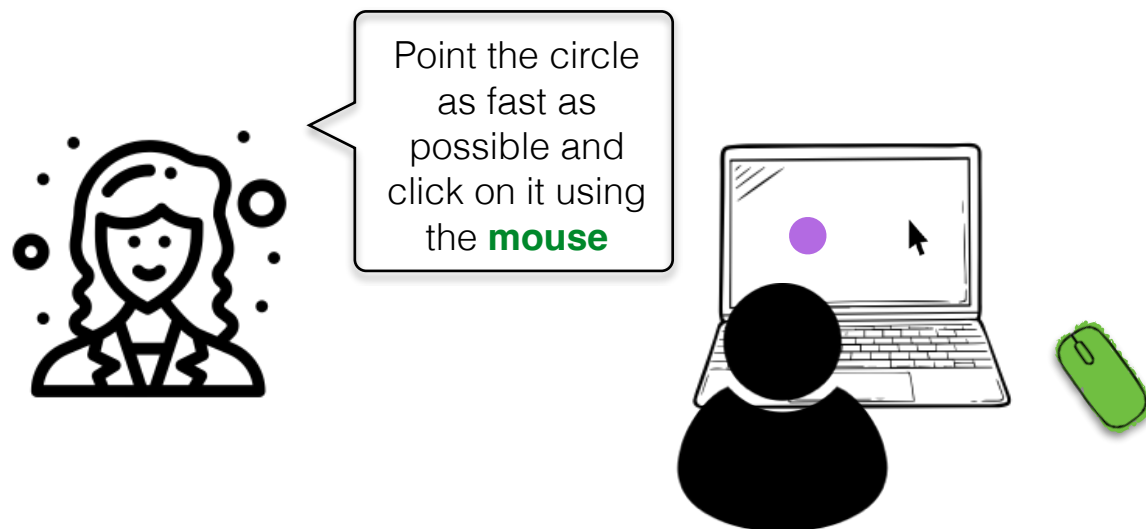 Point the circle
as fast as
possible and
click on it using
the mouse